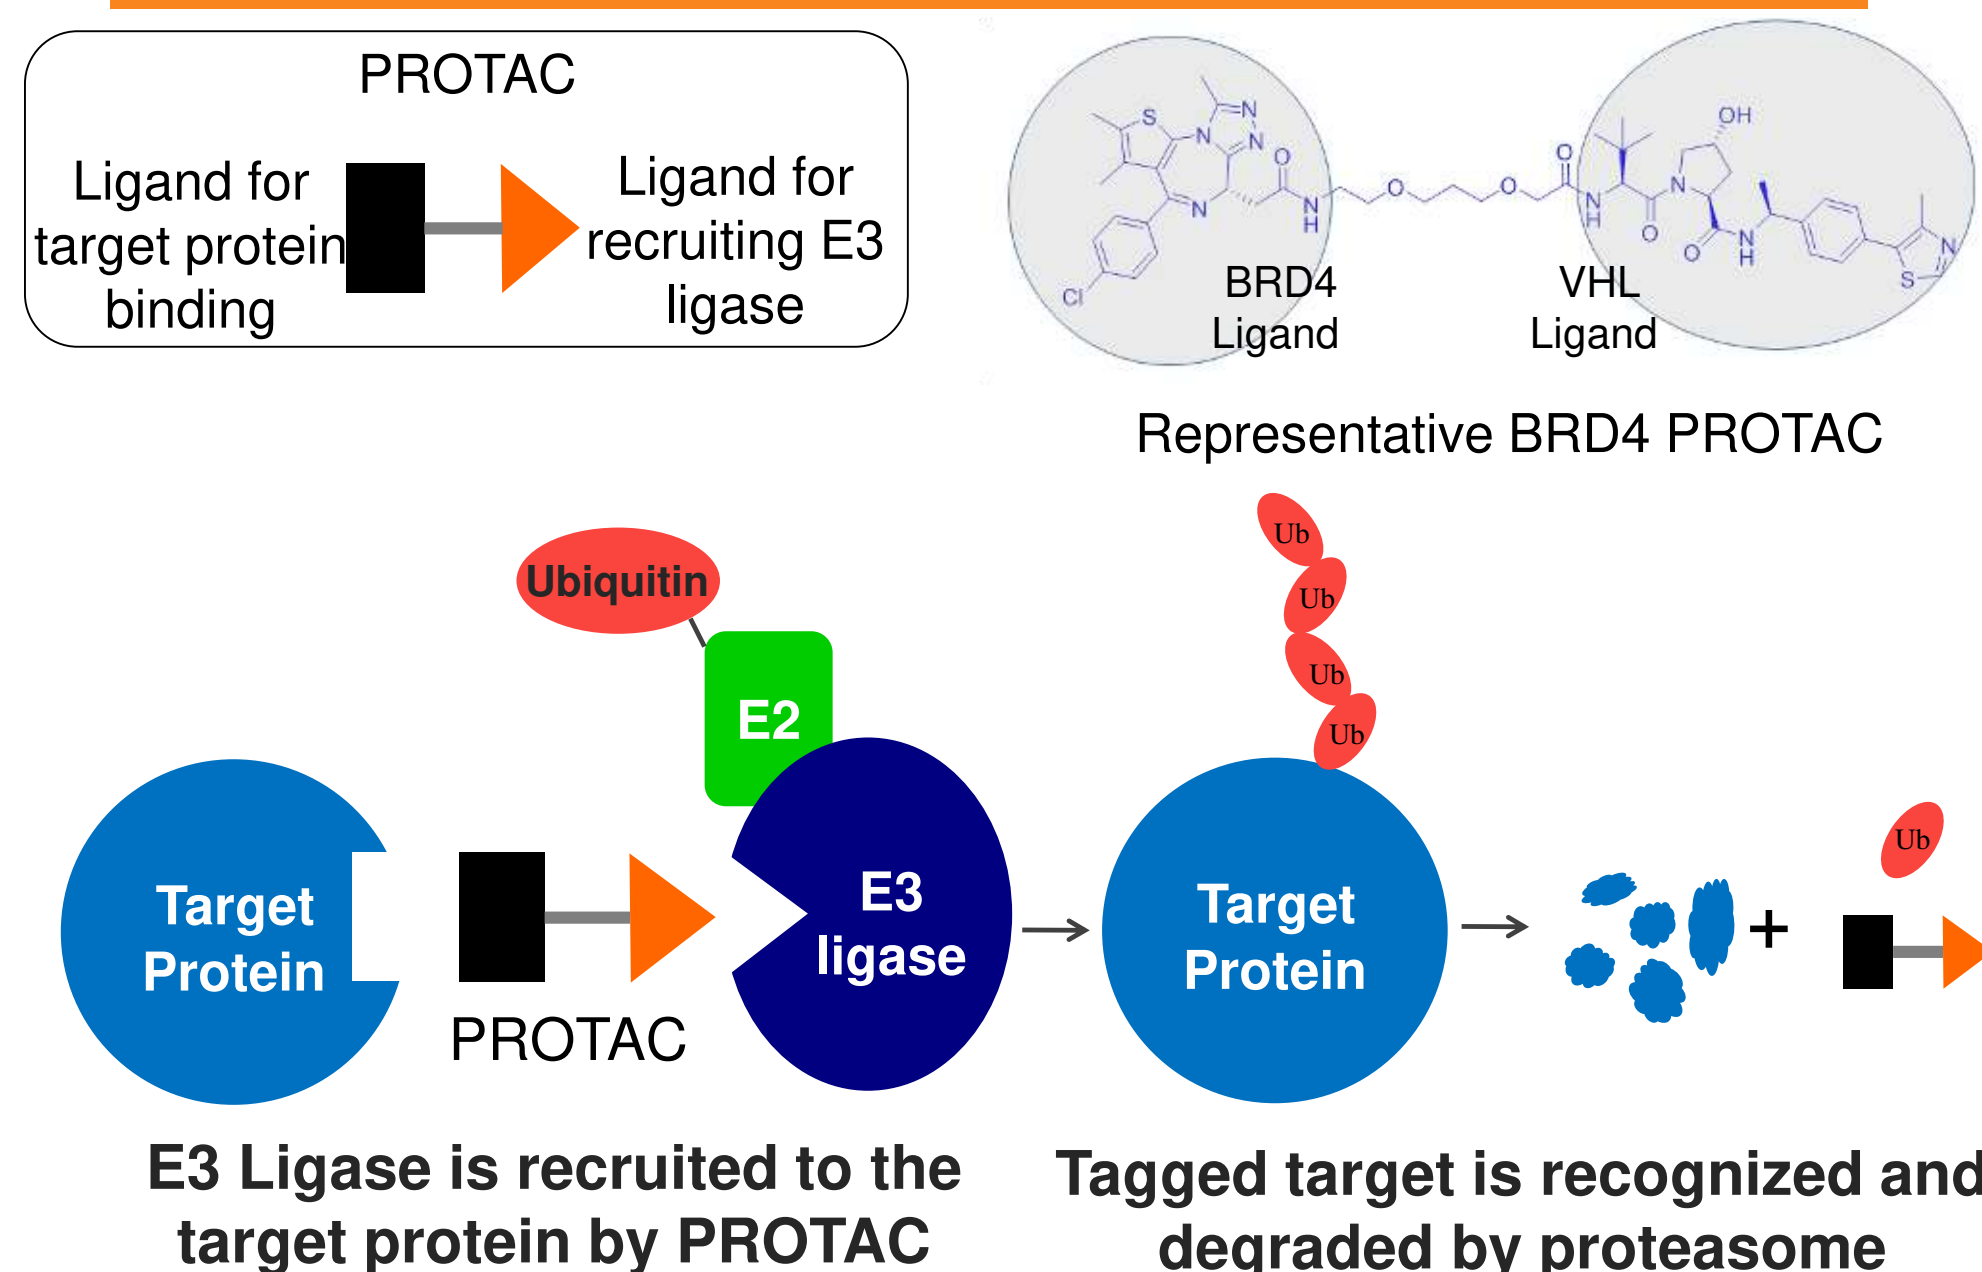 PROTAC
Ligand for
target protein
binding
Ligand for
recruiting E3
ligase
S
N
N
N
N
O
N
H
Cl
O
O
O
N
H
O
N
OH
O
N
H
S
N
BRD4
Ligand
VHL
Ligand
Representative BRD4 PROTAC
Ubiquitin
E2
Target
Protein
PROTAC
E3
ligase
Ub
Ub
Ub
Ub
Target
Protein
+
Ub
E3 Ligase is recruited to the
target protein by PROTAC
Tagged target is recognized and
degraded by proteasome